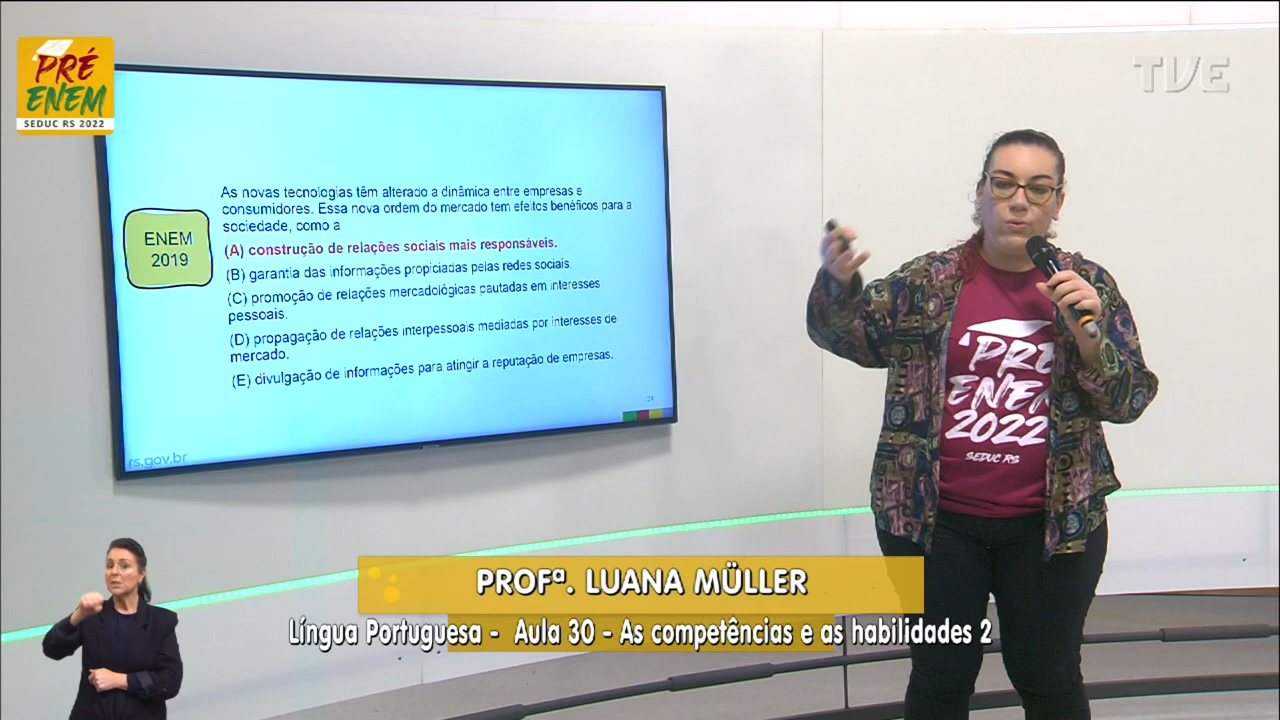 PRÉ
ENEM
SEDUC RS 2022
TVE
ENEM
2019
As novas tecnologias têm alterado a dinâmica entre empresas e
consumidores. Essa nova ordem do mercado tem efeitos benéficos para a
sociedade, como a
(A) construção de relações sociais mais responsáveis.
(B) garantia das informações propiciadas pelas redes sociais.
(C) promoção de relações mercadológicas pautadas em interesses
pessoais.
(D) propagação de relações interpessoais mediadas por interesses de
mercado.
(E) divulgação de informações para atingir a reputação de empresas.
rs.gov.br
PRÉ
ENEM
2022
SEDUC RS
PROFª. LUANA MÜLLER
Língua Portuguesa - Aula 30 - As competências e as habilidades 2